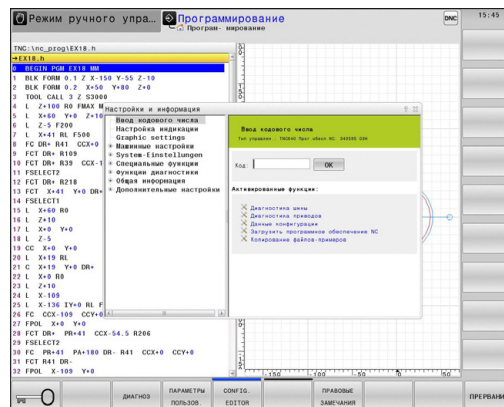 Режим ручного упра...
Программирование
Програм- мирование
DNC
15:45
TNC:\nc_prog\EX18.h
→EX18.h
0 BEGIN PGM EX18 MM
1 BLK FORM 0.1 Z X-150 Y-55 Z-10
2 BLK FORM 0.2 X+50 Y+80 Z+0
3 TOOL CALL 3 Z S3000
4 L Z+100 R0 FMAX M
5 L X+60 Y+0 Z+10
6 L Z-5 F200
7 L X+41 RL F500
8 FC DR+ R41 CCX+0
9 FCT DR+ R109
10 FCT DR+ R39 CCX-1
11 FSELECT2
12 FCT DR+ R218
13 FCT X+41 Y+0 DR+
14 FSELECT1
15 L X+60 R0
16 L Z+10
17 L X+0 Y+0
18 L Z-5
19 CC X+0 Y+0
20 L X+19 RL
21 C X+19 Y+0 DR+
22 L X+0 R0
23 L Z+10
24 L X-109
25 L X-136 IY+0 RL F
26 FC CCX-109 CCY+0
27 FPOL X+0 Y+0
28 FCT DR+ PR+41 CCX-54.5 R206
29 FSELECT2
30 FC PR+41 PA+180 DR- R41 CCX+0 CCY+0
31 FCT R41 DR-
32 FPOL X-109 Y+0
Настройки и информация
Ввод кодового числа
Настройка индикации
Graphic settings
Машинные настройки
System-Einstellungen
Специальные функции
Функции диагностики
Общая информация
Дополнительные настройки
Ввод кодового числа
Код:
OK
Активированные функции:
Диагностика шины
Диагностика приводов
Данные конфигурации
Загрузить программное обеспечение NC
Копирование файлов-примеров
-150
-100
-50
0
50
ДИАГНОЗ
ПАРАМЕТРЫ
ПОЛЬЗОВ.
CONFIG.
EDITOR
ПРАВОВЫЕ
ЗАМЕЧАНИЯ